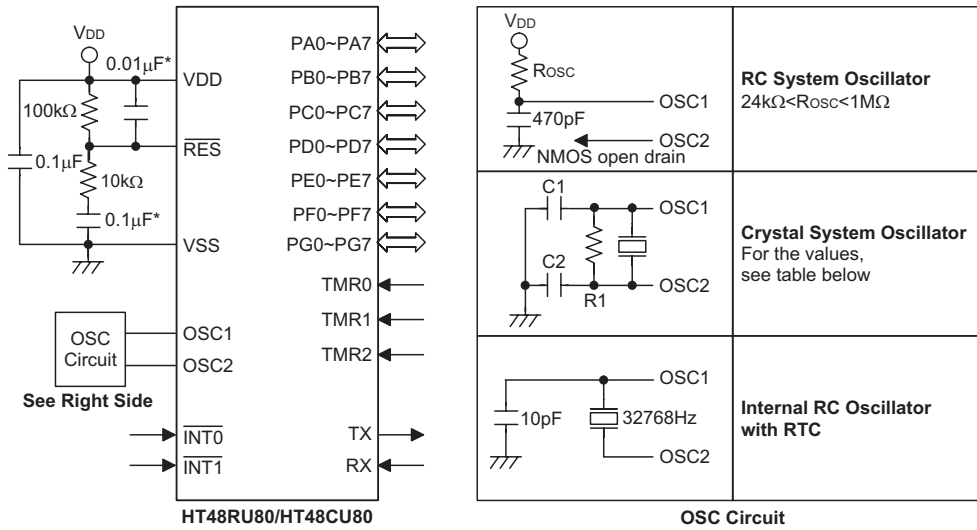 VDD
0.01μF*
VDD
100kΩ
RES
0.1μF
10kΩ
0.1μF*
VSS
OSC
Circuit
OSC1
OSC2
See Right Side
INT0
INT1
PA0~PA7
PB0~PB7
PC0~PC7
PD0~PD7
PE0~PE7
PF0~PF7
PG0~PG7
TMR0
TMR1
TMR2
TX
RX
HT48RU80/HT48CU80
VDD
ROSC
OSC1
470pF
OSC2
NMOS open drain
RC System Oscillator
24kΩ<ROSC<1MΩ
C1
OSC1
C2
R1
OSC2
Crystal System Oscillator
For the values,
see table below
OSC1
10pF
32768Hz
OSC2
Internal RC Oscillator
with RTC
OSC Circuit